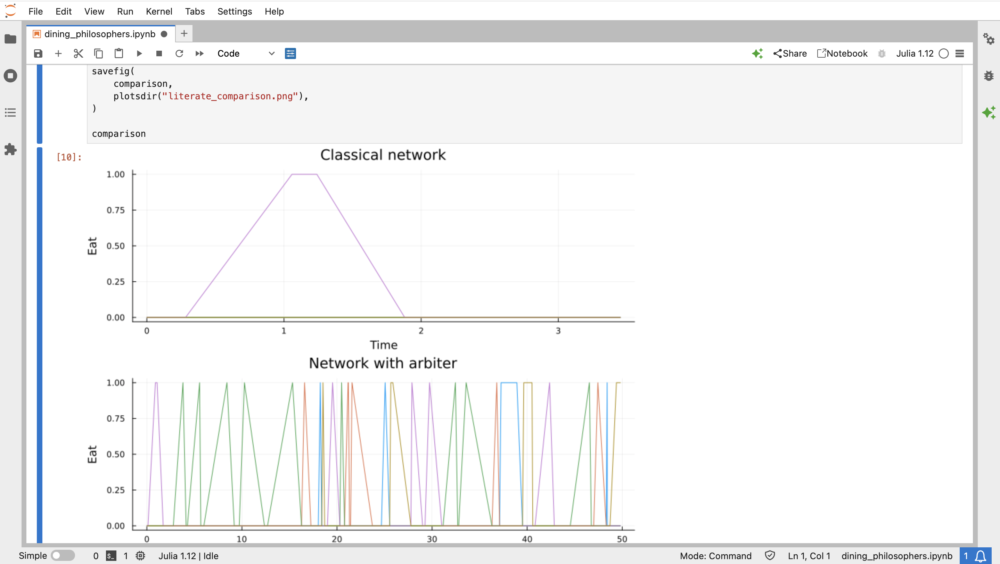 File Edit View Run Kernel Tabs Settings Help
dining_philosophers.ipynb
Code Share Notebook Julia 1.12
savefig(
    comparison,
    plotsdir("literate_comparison.png"),
)
comparison
[10]:
Classical network
1.00
0.75
0.50
0.25
0.00
Eat
0 1 2 3
Time
Network with arbiter
1.00
0.75
0.50
0.25
0.00
Eat
0 10 20 30 40 50
Simple 0 $_ 1 Julia 1.12 | Idle Mode: Command Ln 1, Col 1 dining_philosophers.ipynb 1